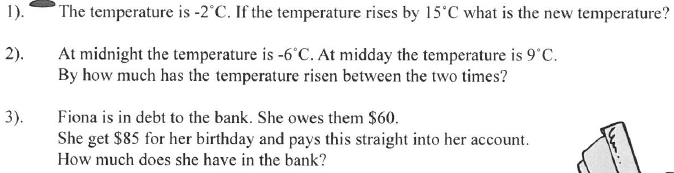 1). The temperature is -2°C. If the temperature rises by 15°C what is the new temperature?
2). At midnight the temperature is -6°C. At midday the temperature is 9°C.
By how much has the temperature risen between the two times?
3). Fiona is in debt to the bank. She owes them $60.
She get $85 for her birthday and pays this straight into her account.
How much does she have in the bank?